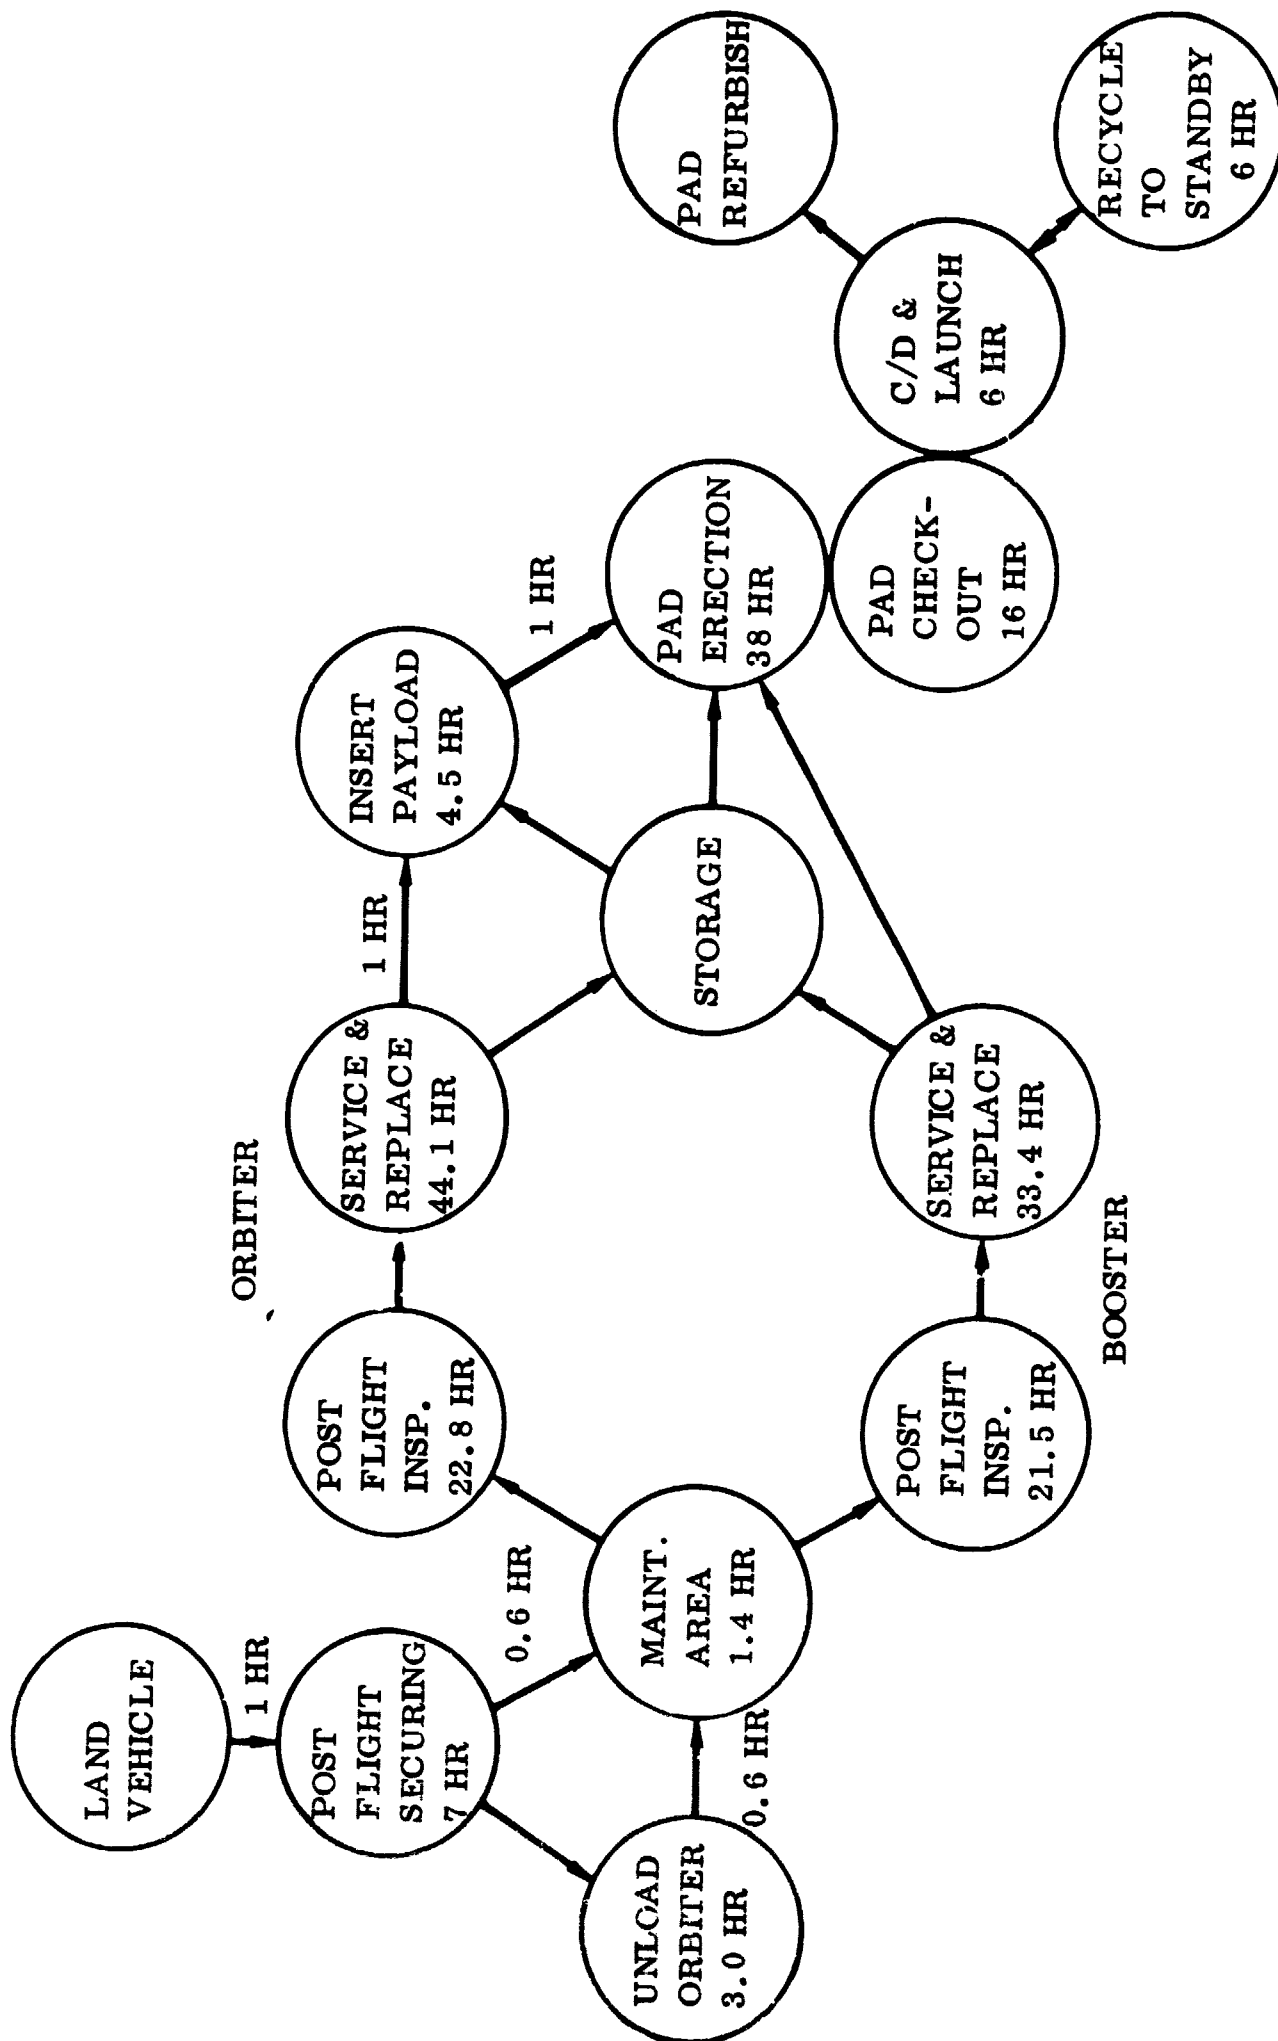 LAND
VEHICLE
1 HR
POST
FLIGHT
SECURING
7 HR
UNLOAD
ORBITER
3.0 HR
0.6 HR
0.6 HR
MAINT.
AREA
1.4 HR
ORBITER
POST
FLIGHT
INSP.
22.8 HR
SERVICE &
REPLACE
44.1 HR
1 HR
INSERT
PAYLOAD
4.5 HR
1 HR
STORAGE
POST
FLIGHT
INSP.
21.5 HR
SERVICE &
REPLACE
33.4 HR
BOOSTER
PAD
ERECTION
38 HR
PAD
CHECK-
OUT
16 HR
C/D &
LAUNCH
6 HR
PAD
REFURBISH
RECYCLE
TO
STANDBY
6 HR